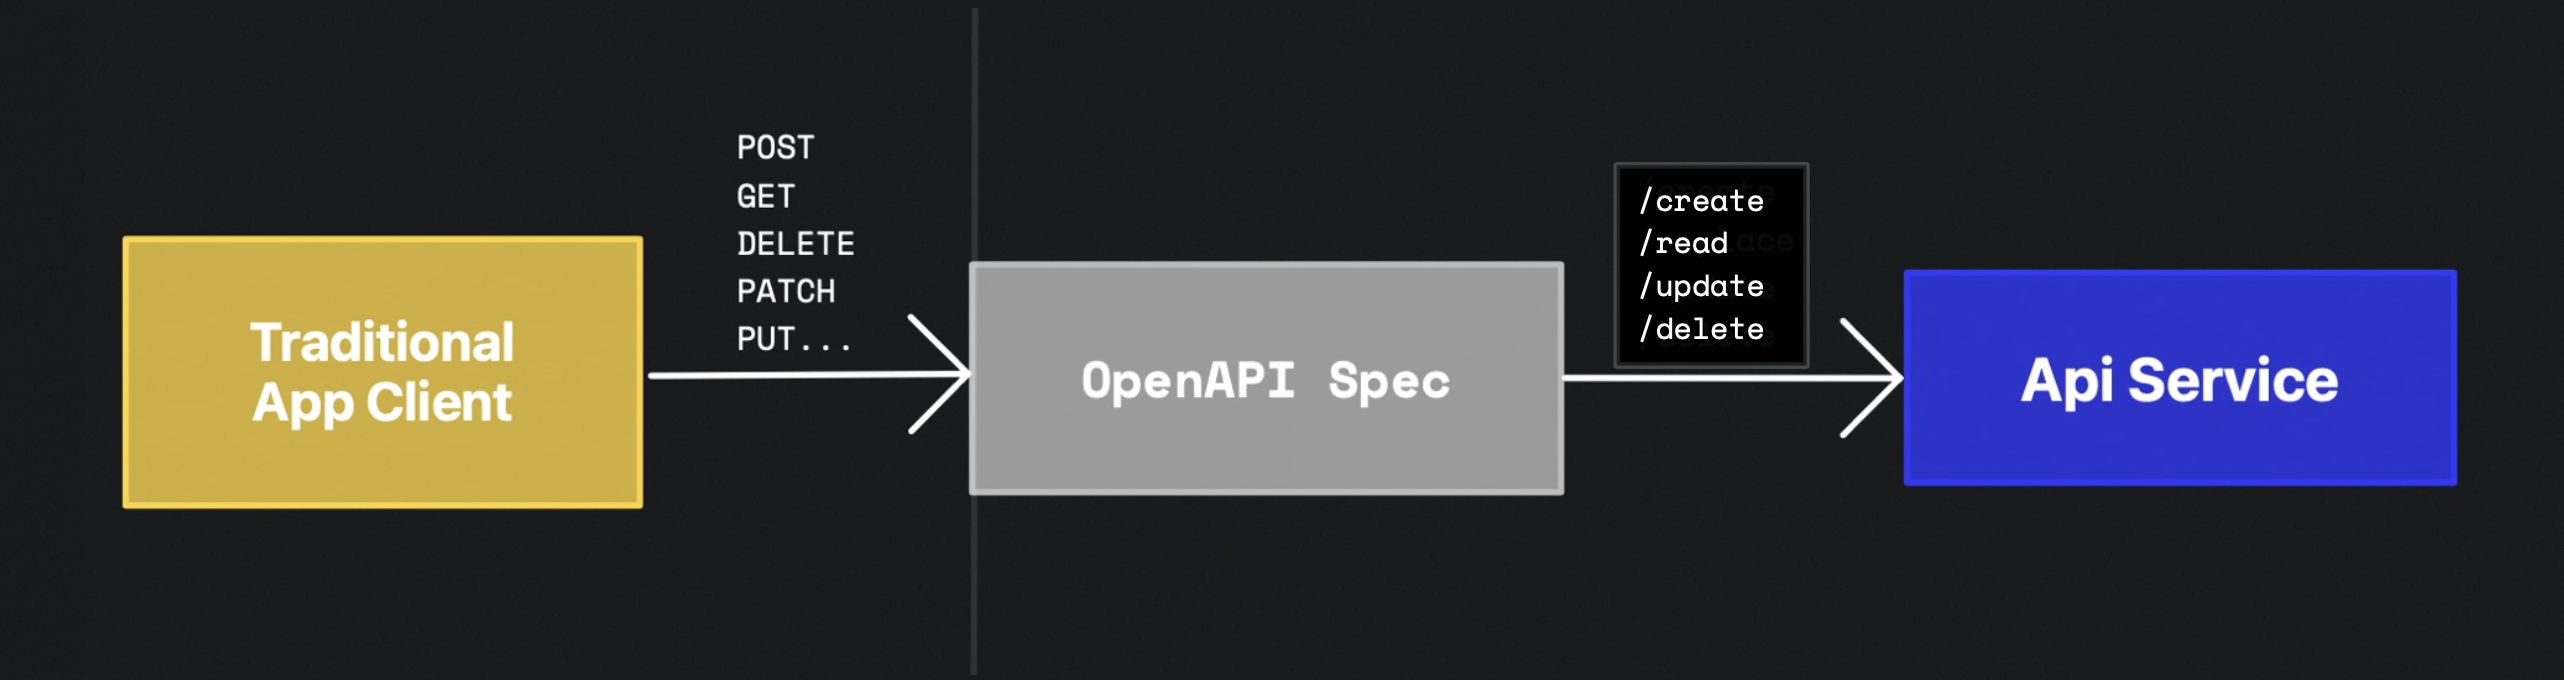 Traditional
App Client
POST
GET
DELETE
PATCH
PUT...
OpenAPI Spec
/create
/read
/update
/delete
Api Service